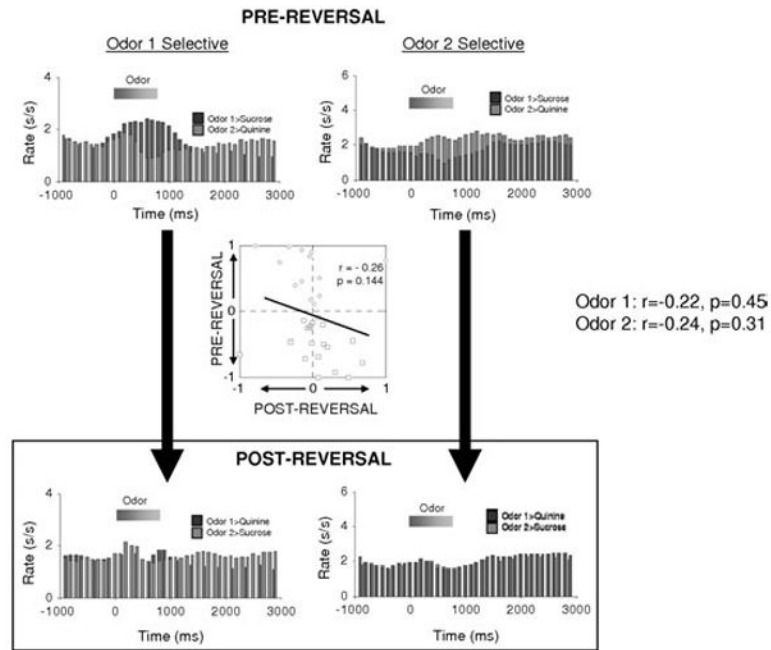 PRE-REVERSAL
Odor 1 Selective
Odor 2 Selective
4
2
0
Rate (s/s)
Odor
Odor 1>Sucrose
Odor 2>Quinine
-1000 0 1000 2000 3000
Time (ms)
6
4
2
0
Rate (s/s)
Odor
Odor 1>Sucrose
Odor 2>Quinine
-1000 0 1000 2000 3000
Time (ms)
1
0
-1
PRE-REVERSAL
r = - 0.26
p = 0.144
-1 0 1
POST-REVERSAL
Odor 1: r=-0.22, p=0.45
Odor 2: r=-0.24, p=0.31
POST-REVERSAL
4
2
0
Rate (s/s)
Odor
Odor 1>Quinine
Odor 2>Sucrose
-1000 0 1000 2000 3000
Time (ms)
6
4
2
0
Rate (s/s)
Odor
Odor 1>Quinine
Odor 2>Sucrose
-1000 0 1000 2000 3000
Time (ms)